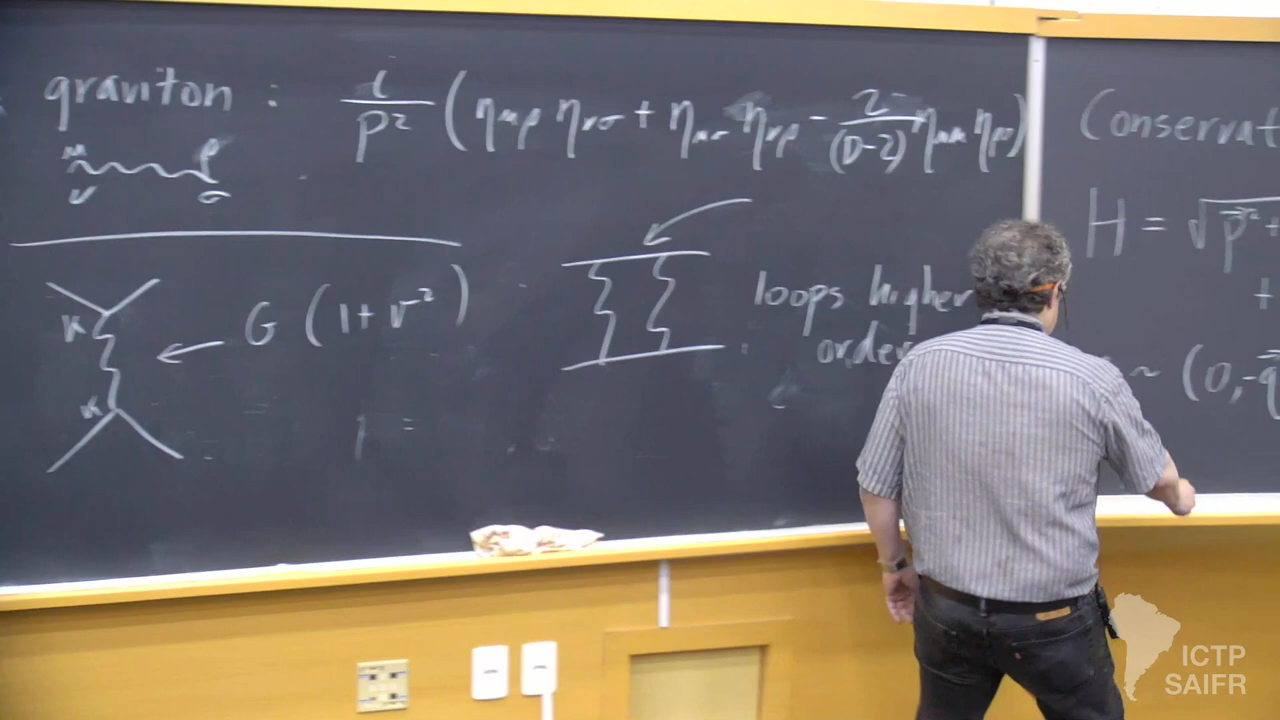 graviton : i/p² ( ημρ ηνσ + ημσ ηνρ - 2/(D-2) ημν ηρσ )
μ ρ
ν σ
κ
κ
G ( 1 + v² )
1 =
loops higher
order
Conservat
H = √p²+
+
~ (0, -q
ICTP
SAIFR